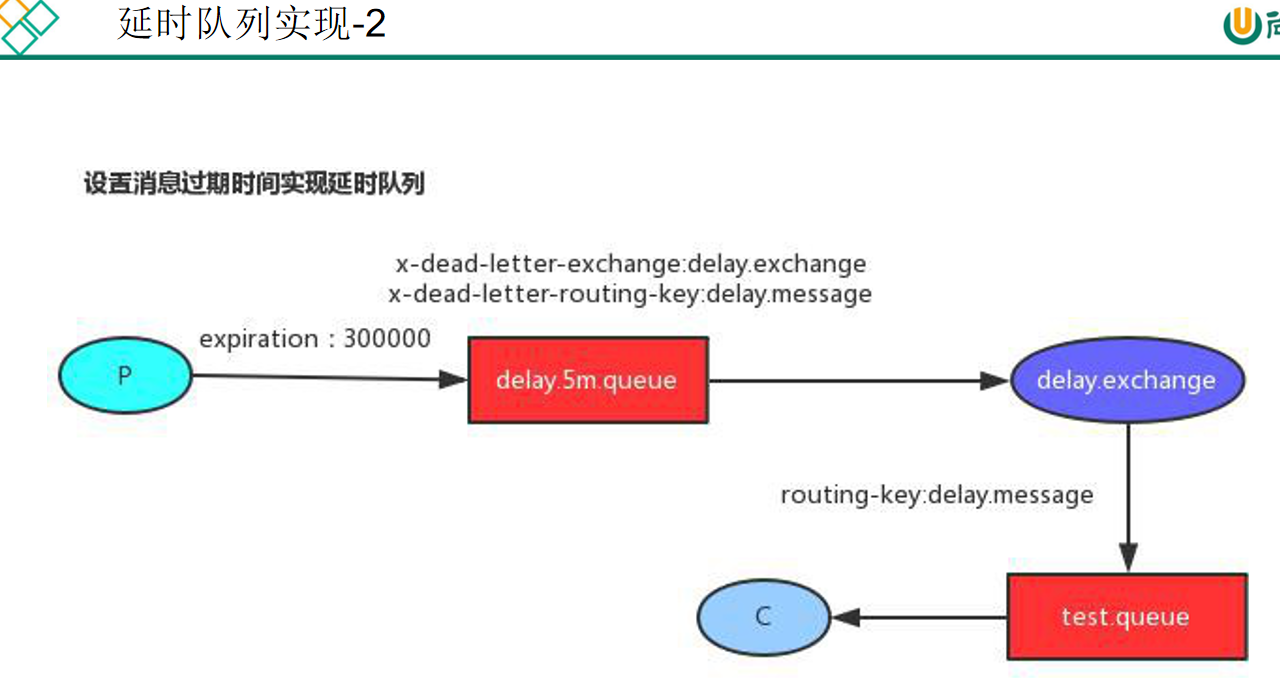 延时队列实现-2
设置消息过期时间实现延时队列
x-dead-letter-exchange:delay.exchange
x-dead-letter-routing-key:delay.message
expiration：300000
P
delay.5m.queue
delay.exchange
routing-key:delay.message
C
test.queue